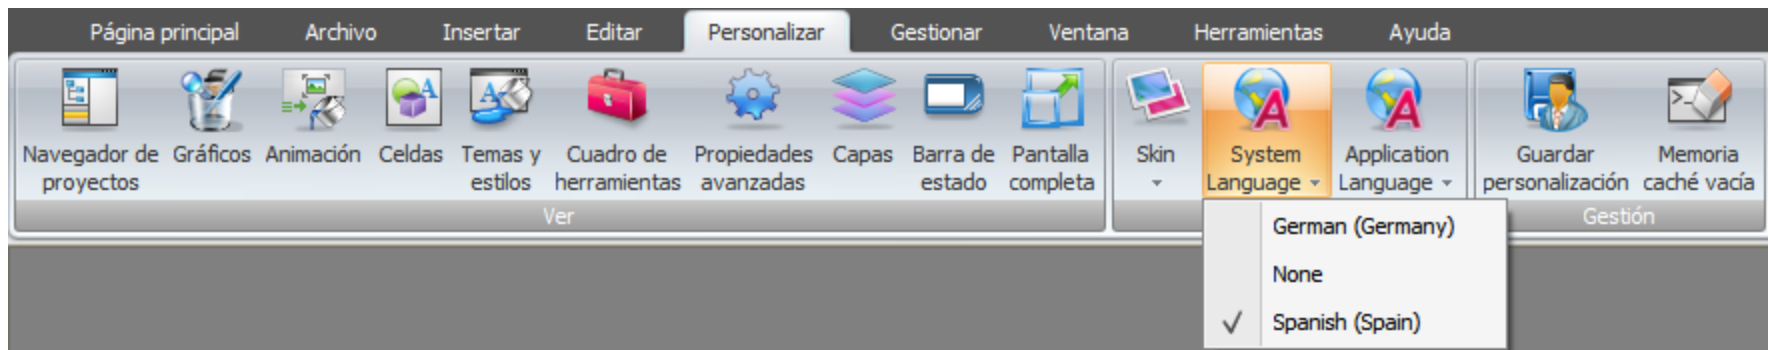 Página principal Archivo Insertar Editar Personalizar Gestionar Ventana Herramientas Ayuda
Navegador de proyectos Gráficos Animación Celdas Temas y estilos Cuadro de herramientas Propiedades avanzadas Capas Barra de estado Pantalla completa Skin System Language Application Language Guardar personalización Memoria caché vacía
Ver Gestión
German (Germany)
None
Spanish (Spain)